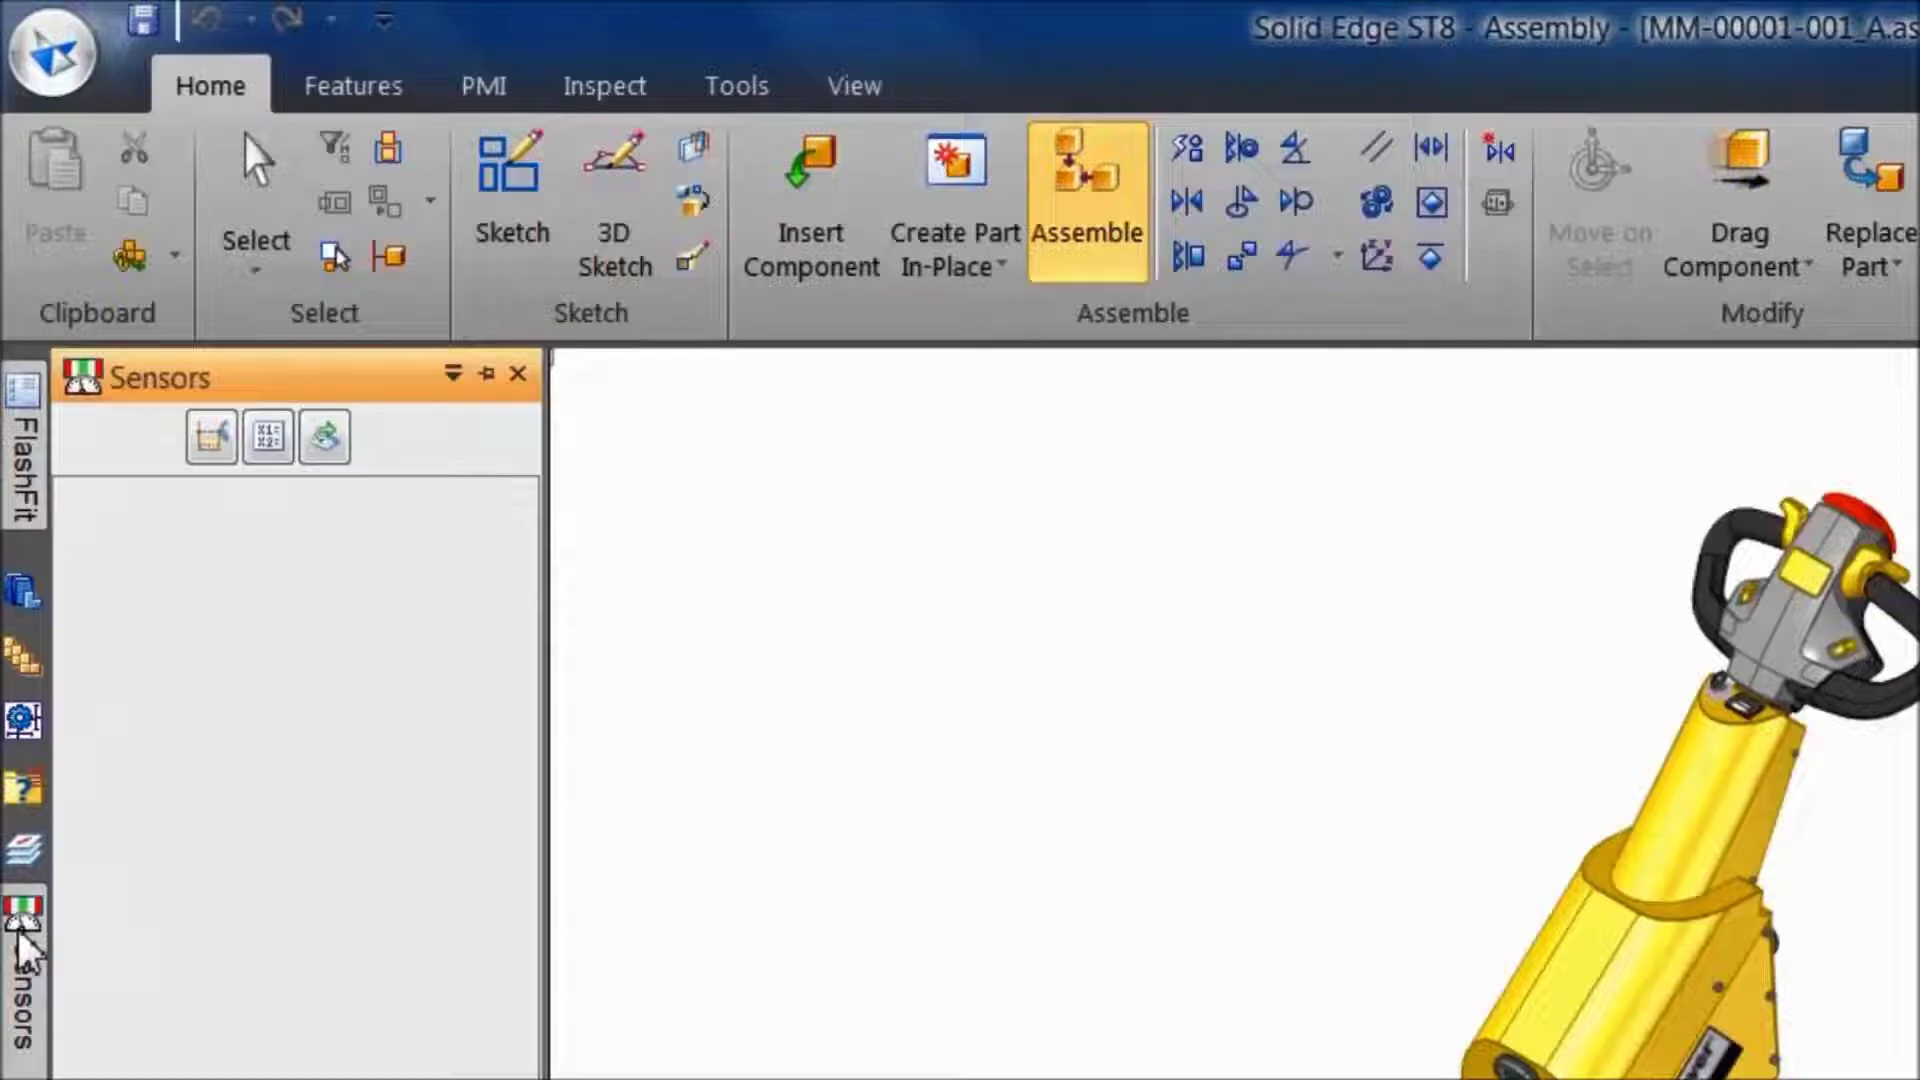 Solid Edge ST8 - Assembly - [MM-00001-001_A.as
Home Features PMI Inspect Tools View
Paste
Clipboard
Select
Select
Sketch
3D
Sketch
Sketch
Insert
Component
Create Part
In-Place
Assemble
Assemble
Move on
Select
Drag
Component
Replace
Part
Modify
Sensors
X1=
X2=
FlashFit
nsors